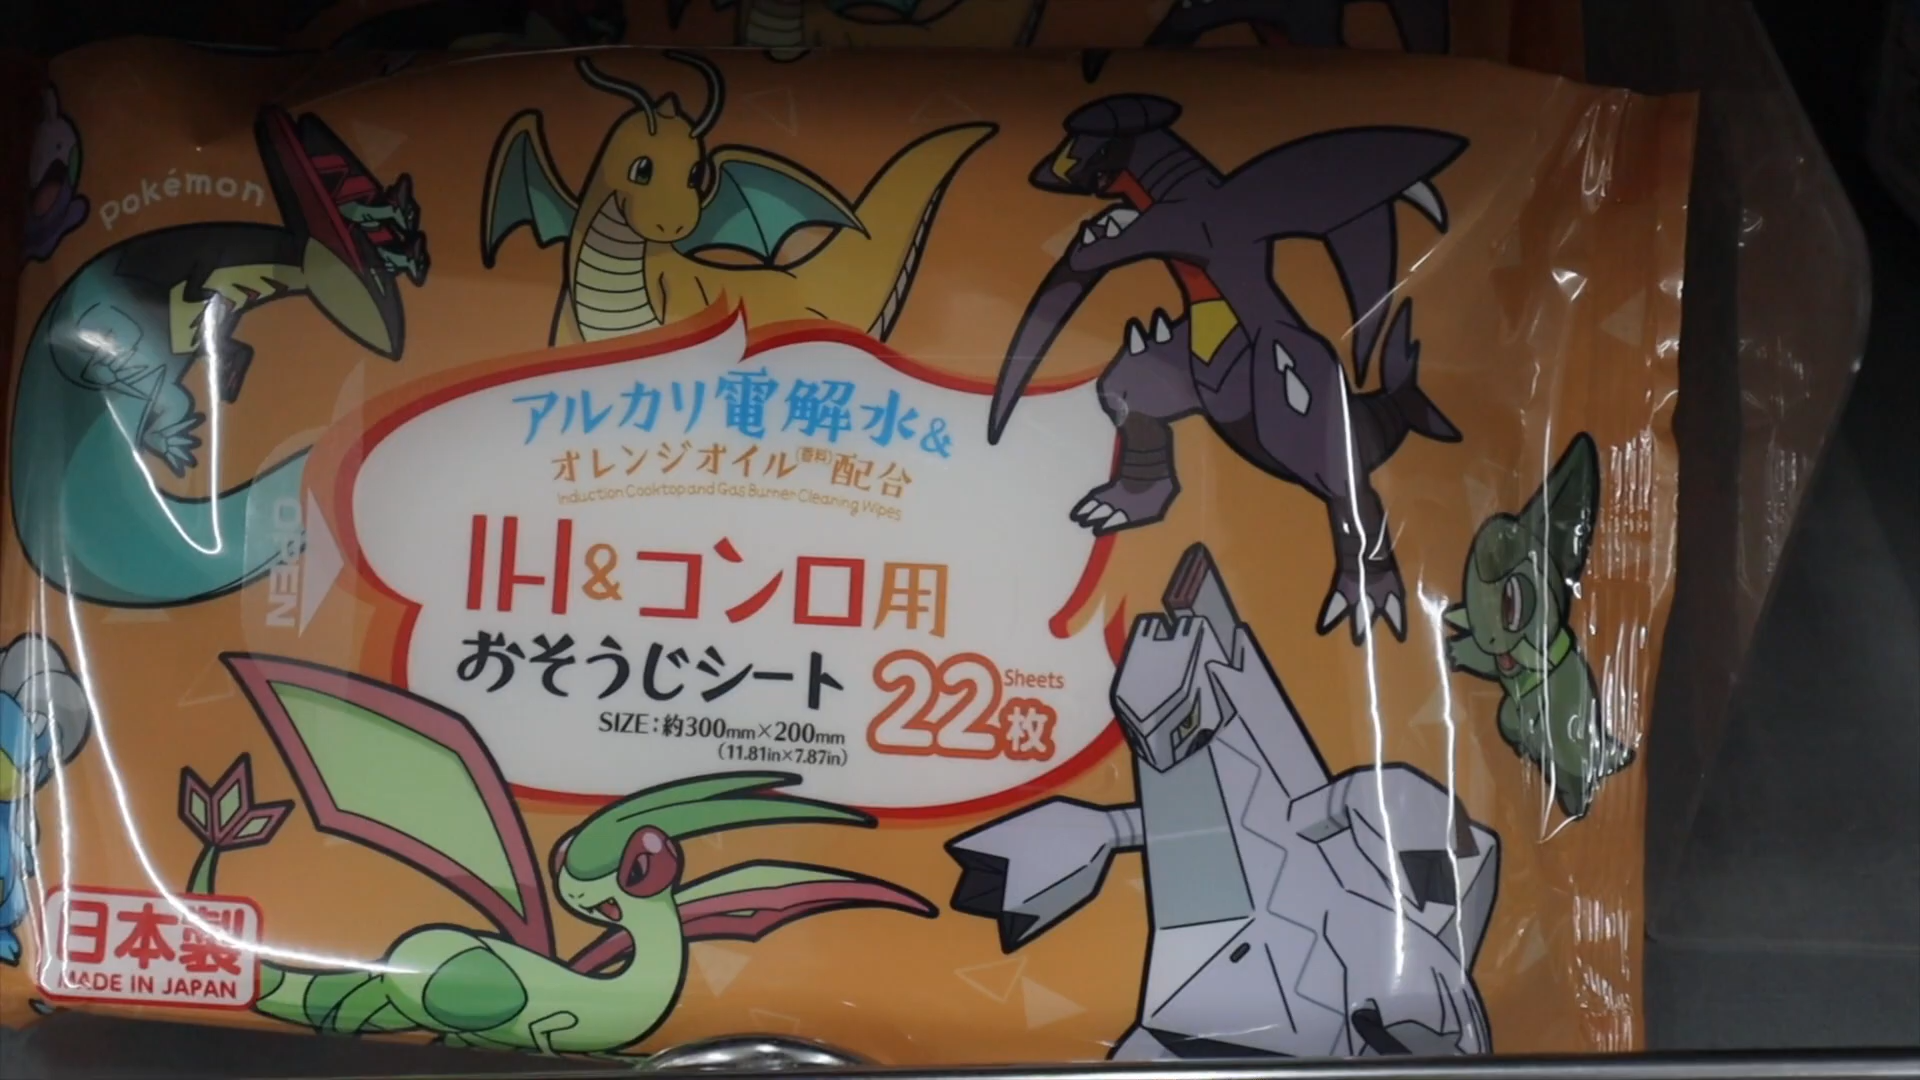 pokémon
アルカリ電解水&
オレンジオイル(香料)配合
Induction Cooktop and Gas Burner Cleaning Wipes
OPEN
IH&コンロ用
おそうじシート
22枚
Sheets
SIZE:約300mm×200mm
(11.81in×7.87in)
日本製
MADE IN JAPAN